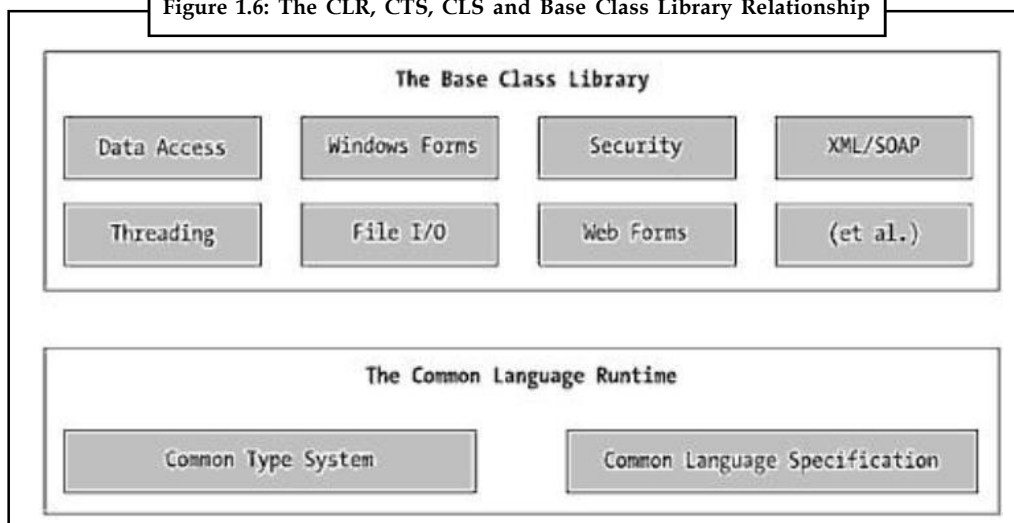 Figure 1.6: The CLR, CTS, CLS and Base Class Library Relationship
The Base Class Library
Data Access
Windows Forms
Security
XML/SOAP
Threading
File I/O
Web Forms
(et al.)
The Common Language Runtime
Common Type System
Common Language Specification